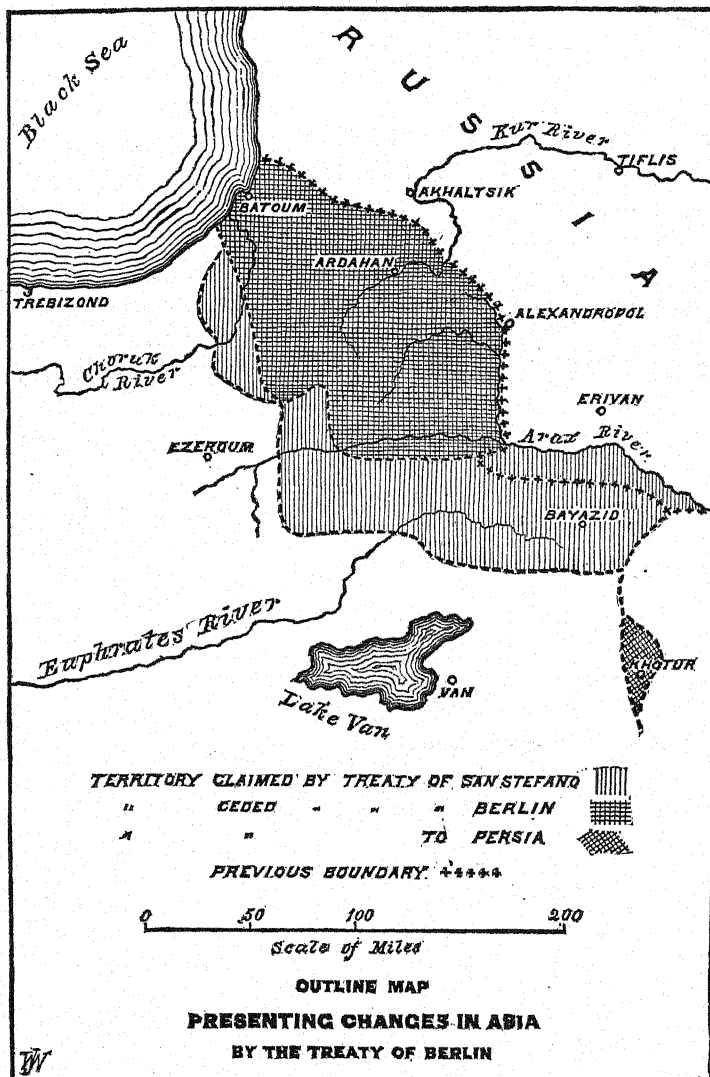 Black Sea
RUSSIA
Kur River
TIFLIS
AKHALTSIK
BATOUM
ARDAHAN
TREBIZOND
ALEXANDROPOL
Choruk
River
ERIVAN
EZEROUM
Arax River
BAYAZID
Euphrates River
KHOTUR
VAN
Lake Van
TERRITORY CLAIMED BY TREATY OF SAN STEFANO
" CEDED " " " BERLIN
" " TO PERSIA
PREVIOUS BOUNDARY. +++++
0 50 100 200
Scale of Miles
OUTLINE MAP
PRESENTING CHANGES IN ASIA
BY THE TREATY OF BERLIN